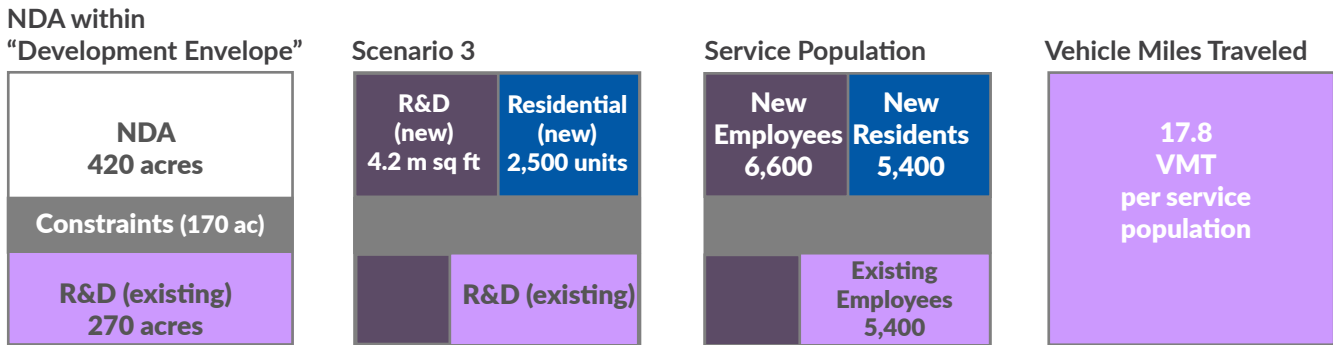 NDA within
“Development Envelope”
NDA
420 acres
Constraints (170 ac)
R&D (existing)
270 acres
Scenario 3
R&D
(new)
4.2 m sq ft
Residential
(new)
2,500 units
R&D (existing)
Service Population
New
Employees
6,600
New
Residents
5,400
Existing
Employees
5,400
Vehicle Miles Traveled
17.8
VMT
per service
population